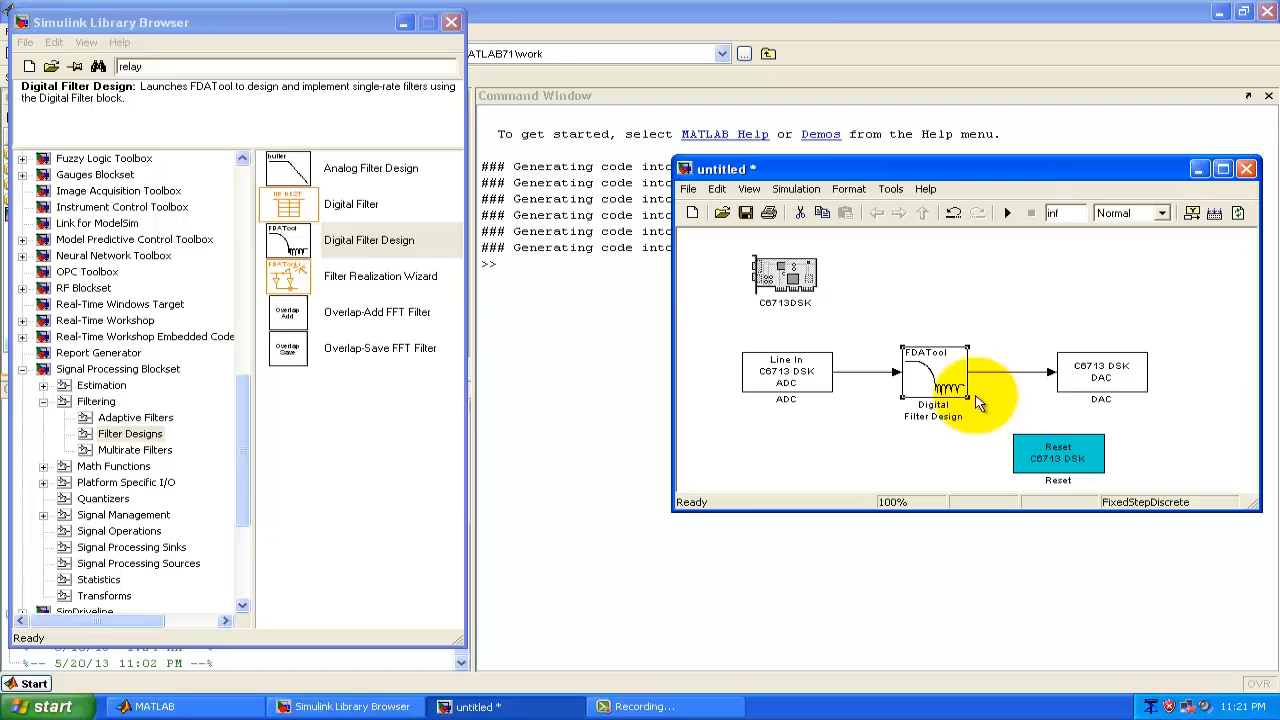 Simulink Library Browser
File Edit View Help
relay
Digital Filter Design: Launches FDATool to design and implement single-rate filters using
the Digital Filter block.
Fuzzy Logic Toolbox
Gauges Blockset
Image Acquisition Toolbox
Instrument Control Toolbox
Link for ModelSim
Model Predictive Control Toolbox
Neural Network Toolbox
OPC Toolbox
RF Blockset
Real-Time Windows Target
Real-Time Workshop
Real-Time Workshop Embedded Code
Report Generator
Signal Processing Blockset
Estimation
Filtering
Adaptive Filters
Filter Designs
Multirate Filters
Math Functions
Platform Specific I/O
Quantizers
Signal Management
Signal Operations
Signal Processing Sinks
Signal Processing Sources
Statistics
Transforms
SimDriveline
butter
Analog Filter Design
Digital Filter
FDATool
Digital Filter Design
Filter Realization Wizard
Overlap
Add
Overlap-Add FFT Filter
Overlap
Save
Overlap-Save FFT Filter
Ready
%-- 5/20/13 11:02 PM --%
ATLAB71\work
...
Command Window
To get started, select MATLAB Help or Demos from the Help menu.
### Generating code into
### Generating code into
### Generating code into
### Generating code into
### Generating code into
### Generating code into
>>
untitled *
File Edit View Simulation Format Tools Help
inf
Normal
C6713DSK
Line In
C6713 DSK
ADC
ADC
FDATool
Digital
Filter Design
C6713 DSK
DAC
DAC
Reset
C6713 DSK
Reset
Ready
100%
FixedStepDiscrete
Start
OVR
start
MATLAB
Simulink Library Browser
untitled *
Recording...
11:21 PM